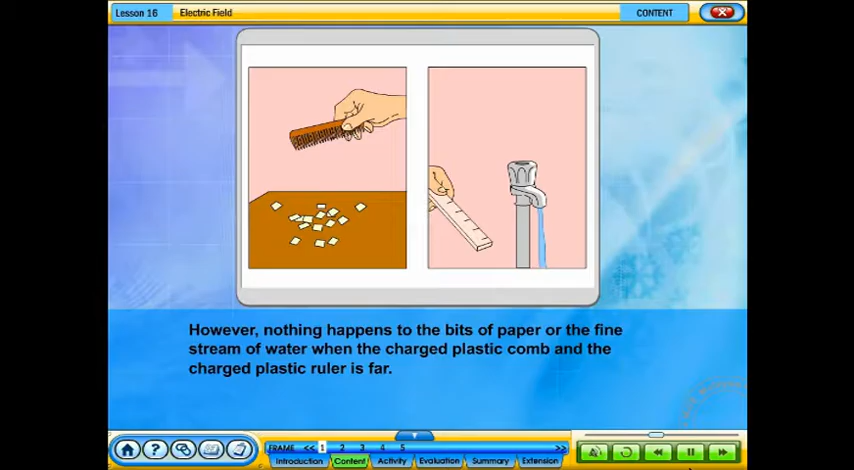 Lesson 16
Electric Field
CONTENT
However, nothing happens to the bits of paper or the fine
stream of water when the charged plastic comb and the
charged plastic ruler is far.
FRAME << 1 2 3 4 5 >>
Introduction Content Activity Evaluation Summary Extension